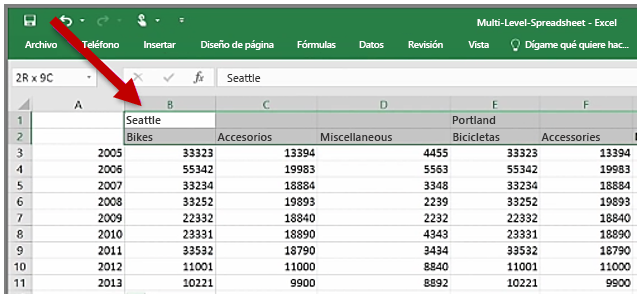 Multi-Level-Spreadsheet - Excel
Archivo Teléfono Insertar Diseño de página Fórmulas Datos Revisión Vista Dígame qué quiere hac...
2R x 9C fx Seattle
A B C D E F
1 Seattle Portland
2 Bikes Accesorios Miscellaneous Bicicletas Accessories
3 2005 33323 13394 4455 33323 13394
4 2006 55342 19983 5563 55342 19983
5 2007 33234 18884 3348 33234 18884
6 2008 33252 19893 2239 33252 19893
7 2009 22332 18840 2232 22332 18840
8 2010 23331 18890 4343 23331 18890
9 2011 33532 18790 3434 33532 18790
10 2012 11001 11000 8840 11001 11000
11 2013 10221 9900 8892 10221 9900